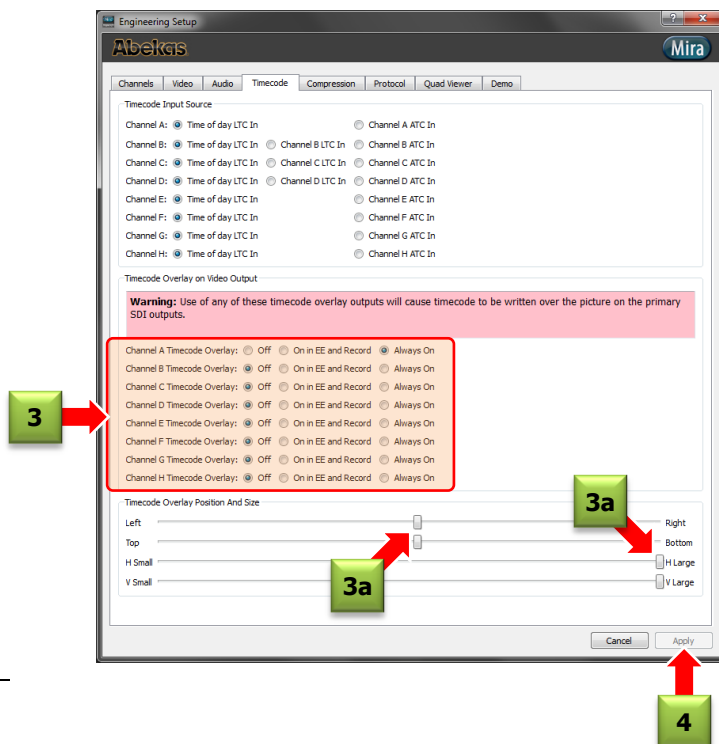 Engineering Setup
Abekas
Mira
Channels Video Audio Timecode Compression Protocol Quad Viewer Demo
Timecode Input Source
Channel A: Time of day LTC In Channel A ATC In
Channel B: Time of day LTC In Channel B LTC In Channel B ATC In
Channel C: Time of day LTC In Channel C LTC In Channel C ATC In
Channel D: Time of day LTC In Channel D LTC In Channel D ATC In
Channel E: Time of day LTC In Channel E ATC In
Channel F: Time of day LTC In Channel F ATC In
Channel G: Time of day LTC In Channel G ATC In
Channel H: Time of day LTC In Channel H ATC In
Timecode Overlay on Video Output
Warning: Use of any of these timecode overlay outputs will cause timecode to be written over the picture on the primary
SDI outputs.
Channel A Timecode Overlay: Off On in EE and Record Always On
Channel B Timecode Overlay: Off On in EE and Record Always On
Channel C Timecode Overlay: Off On in EE and Record Always On
Channel D Timecode Overlay: Off On in EE and Record Always On
3
Channel E Timecode Overlay: Off On in EE and Record Always On
Channel F Timecode Overlay: Off On in EE and Record Always On
Channel G Timecode Overlay: Off On in EE and Record Always On
Channel H Timecode Overlay: Off On in EE and Record Always On
Timecode Overlay Position And Size
3a
Left Right
Top Bottom
H Small H Large
V Small V Large
3a
Cancel Apply
4